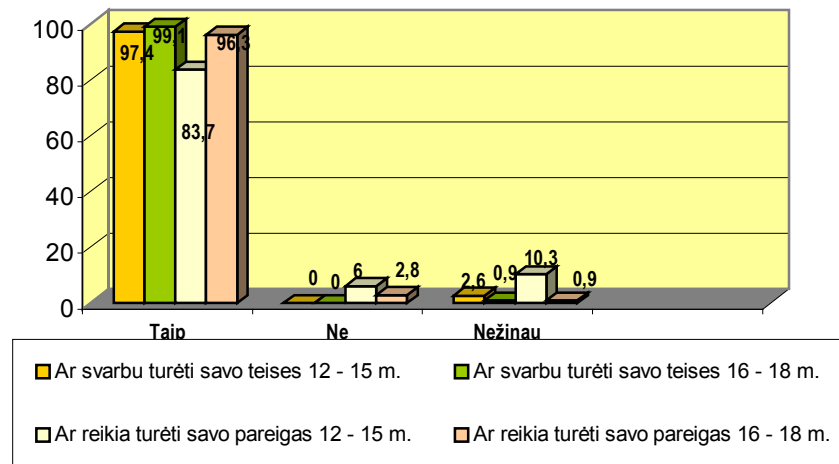 100
80
60
40
20
0
97,4
99,1
83,7
96,3
0
0
6
2,8
2,6
0,9
10,3
0,9
Taip
Ne
Nežinau
Ar svarbu turėti savo teises 12 - 15 m.
Ar svarbu turėti savo teises 16 - 18 m.
Ar reikia turėti savo pareigas 12 - 15 m.
Ar reikia turėti savo pareigas 16 - 18 m.